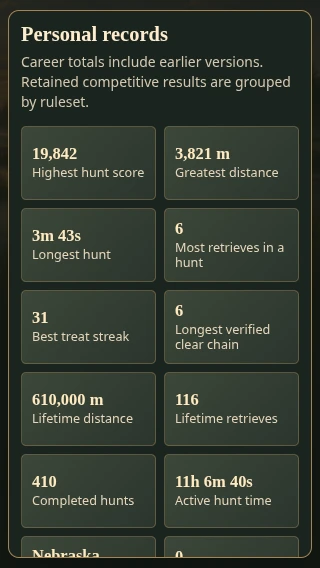 Personal records
Career totals include earlier versions.
Retained competitive results are grouped
by ruleset.
19,842
Highest hunt score
3,821 m
Greatest distance
3m 43s
Longest hunt
6
Most retrieves in a
hunt
31
Best treat streak
6
Longest verified
clear chain
610,000 m
Lifetime distance
116
Lifetime retrieves
410
Completed hunts
11h 6m 40s
Active hunt time
Nebraska
0